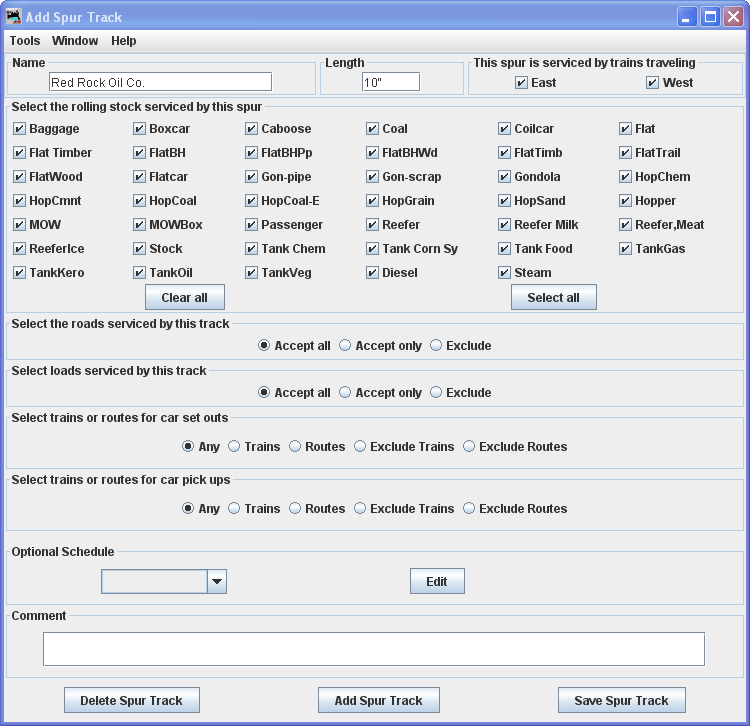 Add Spur Track
Tools Window Help
Name Length This spur is serviced by trains traveling
Red Rock Oil Co. 10" East West
Select the rolling stock serviced by this spur
Baggage Boxcar Caboose Coal Coilcar Flat
Flat Timber FlatBH FlatBHPp FlatBHWd FlatTimb FlatTrail
FlatWood Flatcar Gon-pipe Gon-scrap Gondola HopChem
HopCmnt HopCoal HopCoal-E HopGrain HopSand Hopper
MOW MOWBox Passenger Reefer Reefer Milk Reefer,Meat
ReeferIce Stock Tank Chem Tank Corn Sy Tank Food TankGas
TankKero TankOil TankVeg Diesel Steam
Clear all Select all
Select the roads serviced by this track
Accept all Accept only Exclude
Select loads serviced by this track
Accept all Accept only Exclude
Select trains or routes for car set outs
Any Trains Routes Exclude Trains Exclude Routes
Select trains or routes for car pick ups
Any Trains Routes Exclude Trains Exclude Routes
Optional Schedule
Edit
Comment
Delete Spur Track Add Spur Track Save Spur Track